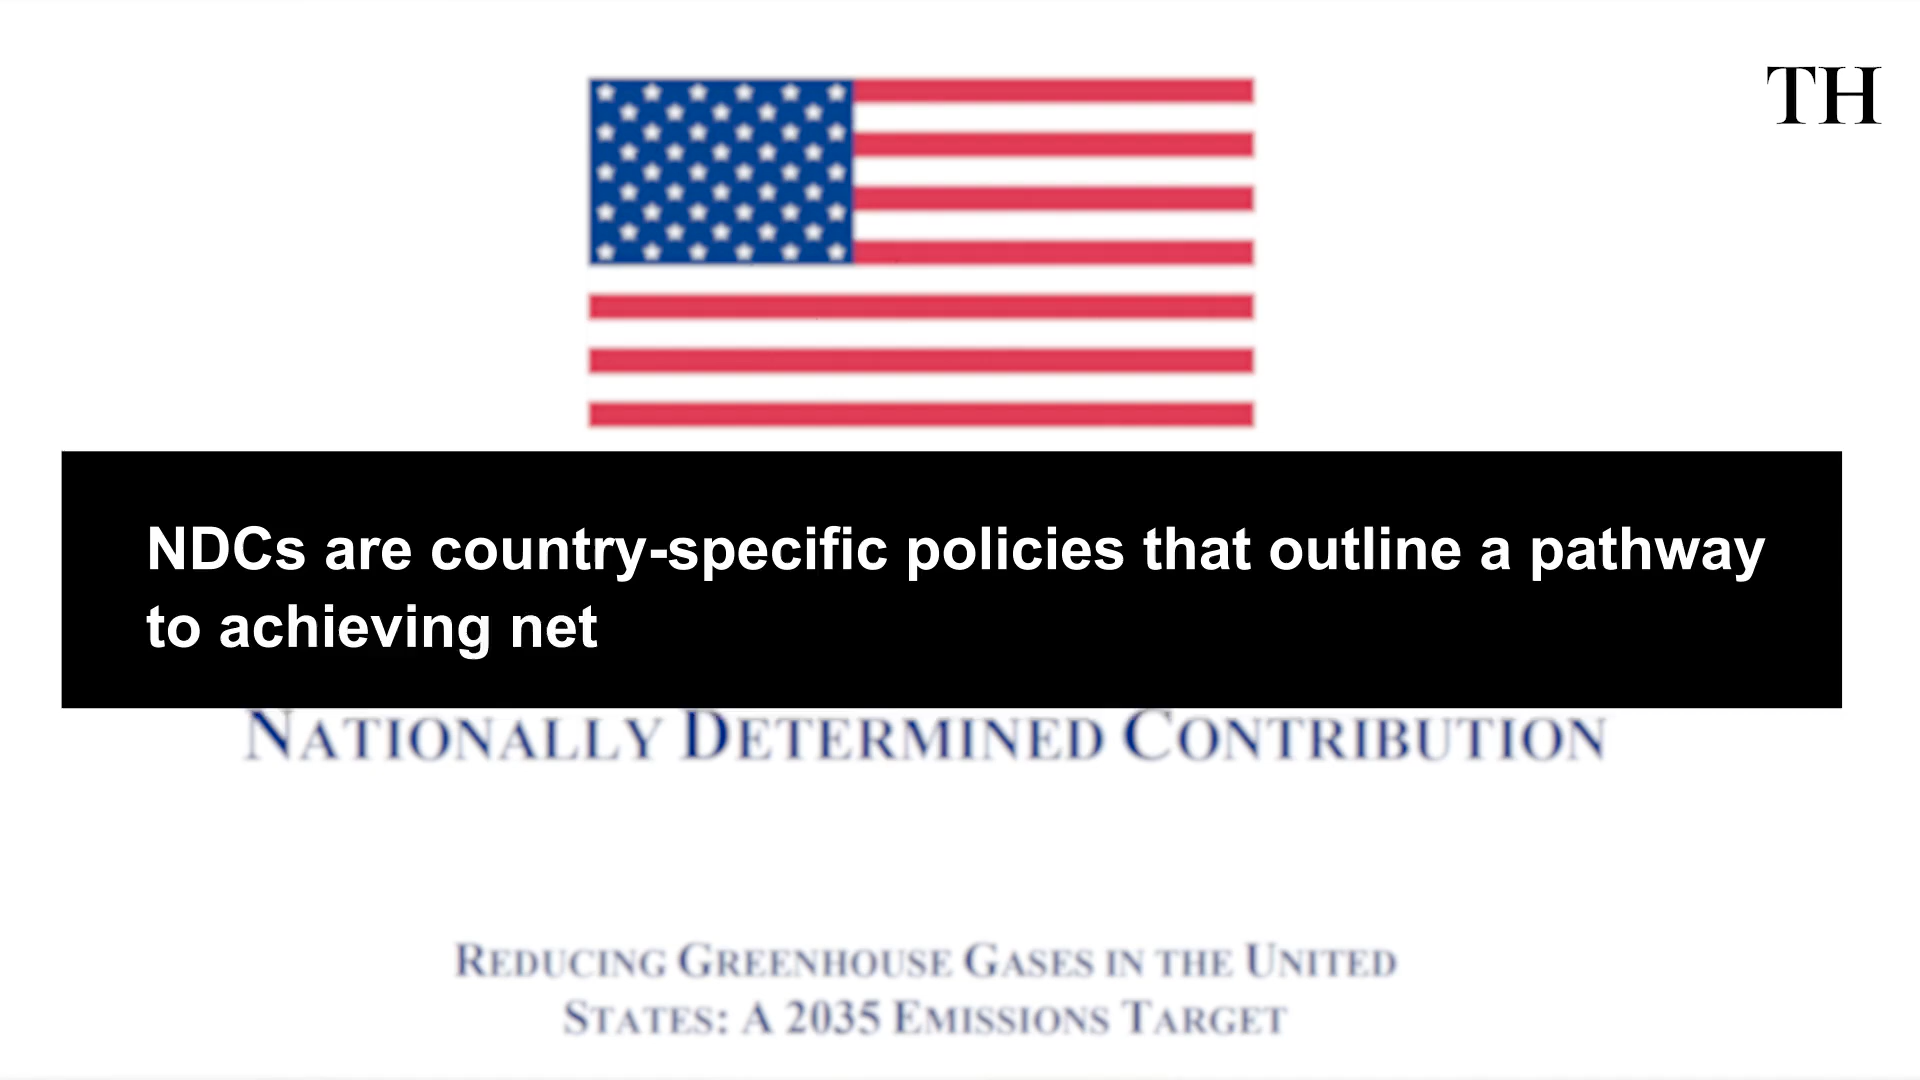 TH
NDCs are country-specific policies that outline a pathway
to achieving net
NATIONALLY DETERMINED CONTRIBUTION
REDUCING GREENHOUSE GASES IN THE UNITED
STATES: A 2035 EMISSIONS TARGET